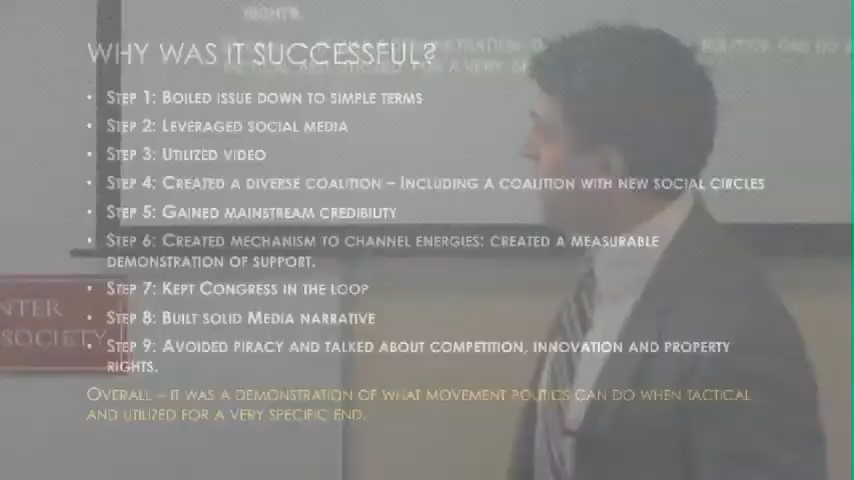 RIGHTS.
WHY WAS IT SUCCESSFUL?
• STEP 1: BOILED ISSUE DOWN TO SIMPLE TERMS
• STEP 2: LEVERAGED SOCIAL MEDIA
• STEP 3: UTILIZED VIDEO
• STEP 4: CREATED A DIVERSE COALITION – INCLUDING A COALITION WITH NEW SOCIAL CIRCLES
• STEP 5: GAINED MAINSTREAM CREDIBILITY
• STEP 6: CREATED MECHANISM TO CHANNEL ENERGIES: CREATED A MEASURABLE
DEMONSTRATION OF SUPPORT.
• STEP 7: KEPT CONGRESS IN THE LOOP
NTER
• STEP 8: BUILT SOLID MEDIA NARRATIVE
SOCIETY
• STEP 9: AVOIDED PIRACY AND TALKED ABOUT COMPETITION, INNOVATION AND PROPERTY
RIGHTS.
OVERALL – IT WAS A DEMONSTRATION OF WHAT MOVEMENT POLITICS CAN DO WHEN TACTICAL
AND UTILIZED FOR A VERY SPECIFIC END.